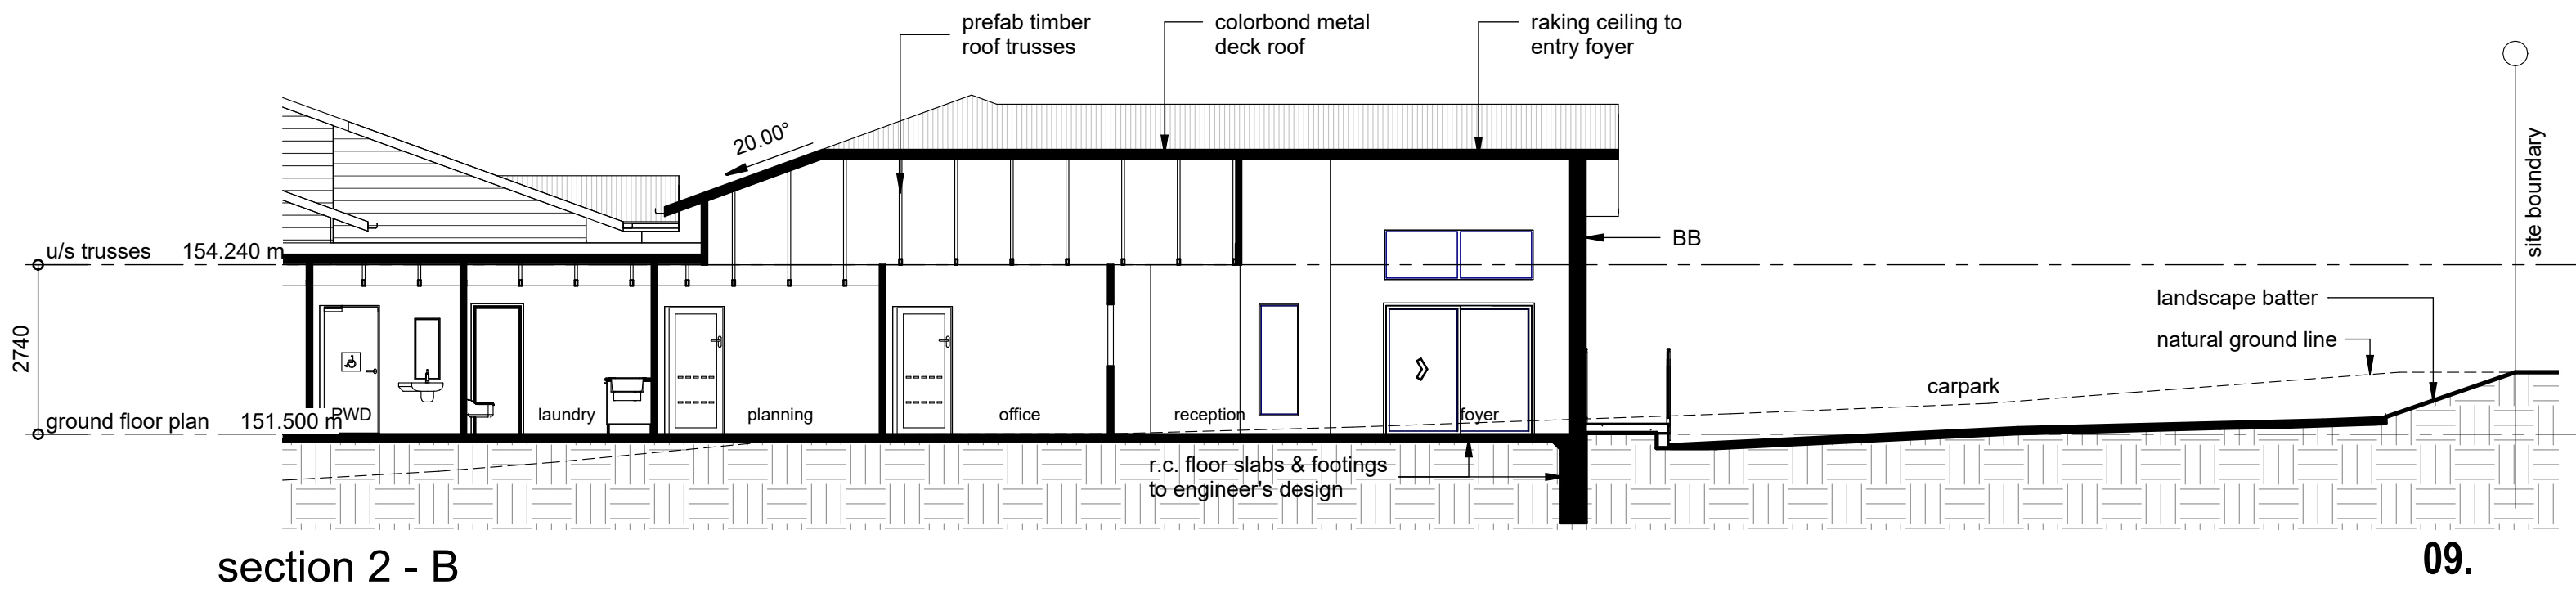 prefab timber
roof trusses
colorbond metal
deck roof
raking ceiling to
entry foyer
20.00°
site boundary
BB
u/s trusses 154.240 m
landscape batter
natural ground line
2740
carpark
ground floor plan 151.500 m
PWD
laundry
planning
office
reception
foyer
r.c. floor slabs & footings
to engineer's design
section 2 - B
09.